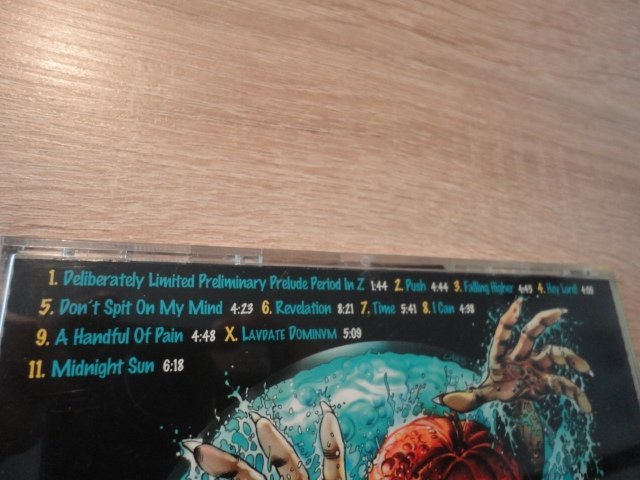 1. Deliberately Limited Preliminary Prelude Period In Z 1:44 2. Push 4:44 3. Falling Higher 4:49 4. Hey Lord! 4:05
5. Don't Spit On My Mind 4:23 6. Revelation 8:21 7. Time 5:41 8. I Can 4:38
9. A Handful Of Pain 4:48 X. LAVDATE DOMINVM 5:09
11. Midnight Sun 6:18